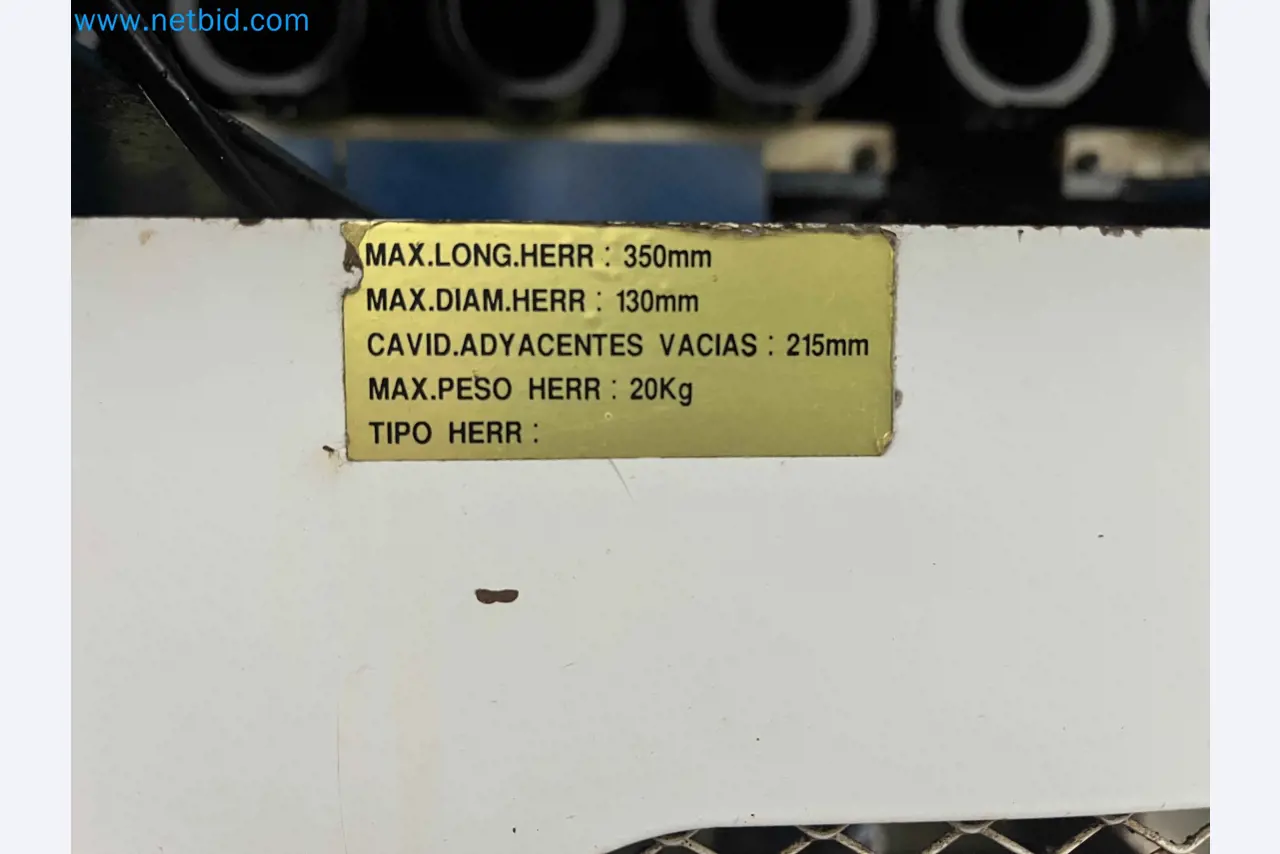 www.netbid.com
MAX.LONG.HERR : 350mm
MAX.DIAM.HERR : 130mm
CAVID.ADYACENTES VACIAS : 215mm
MAX.PESO HERR : 20Kg
TIPO HERR :